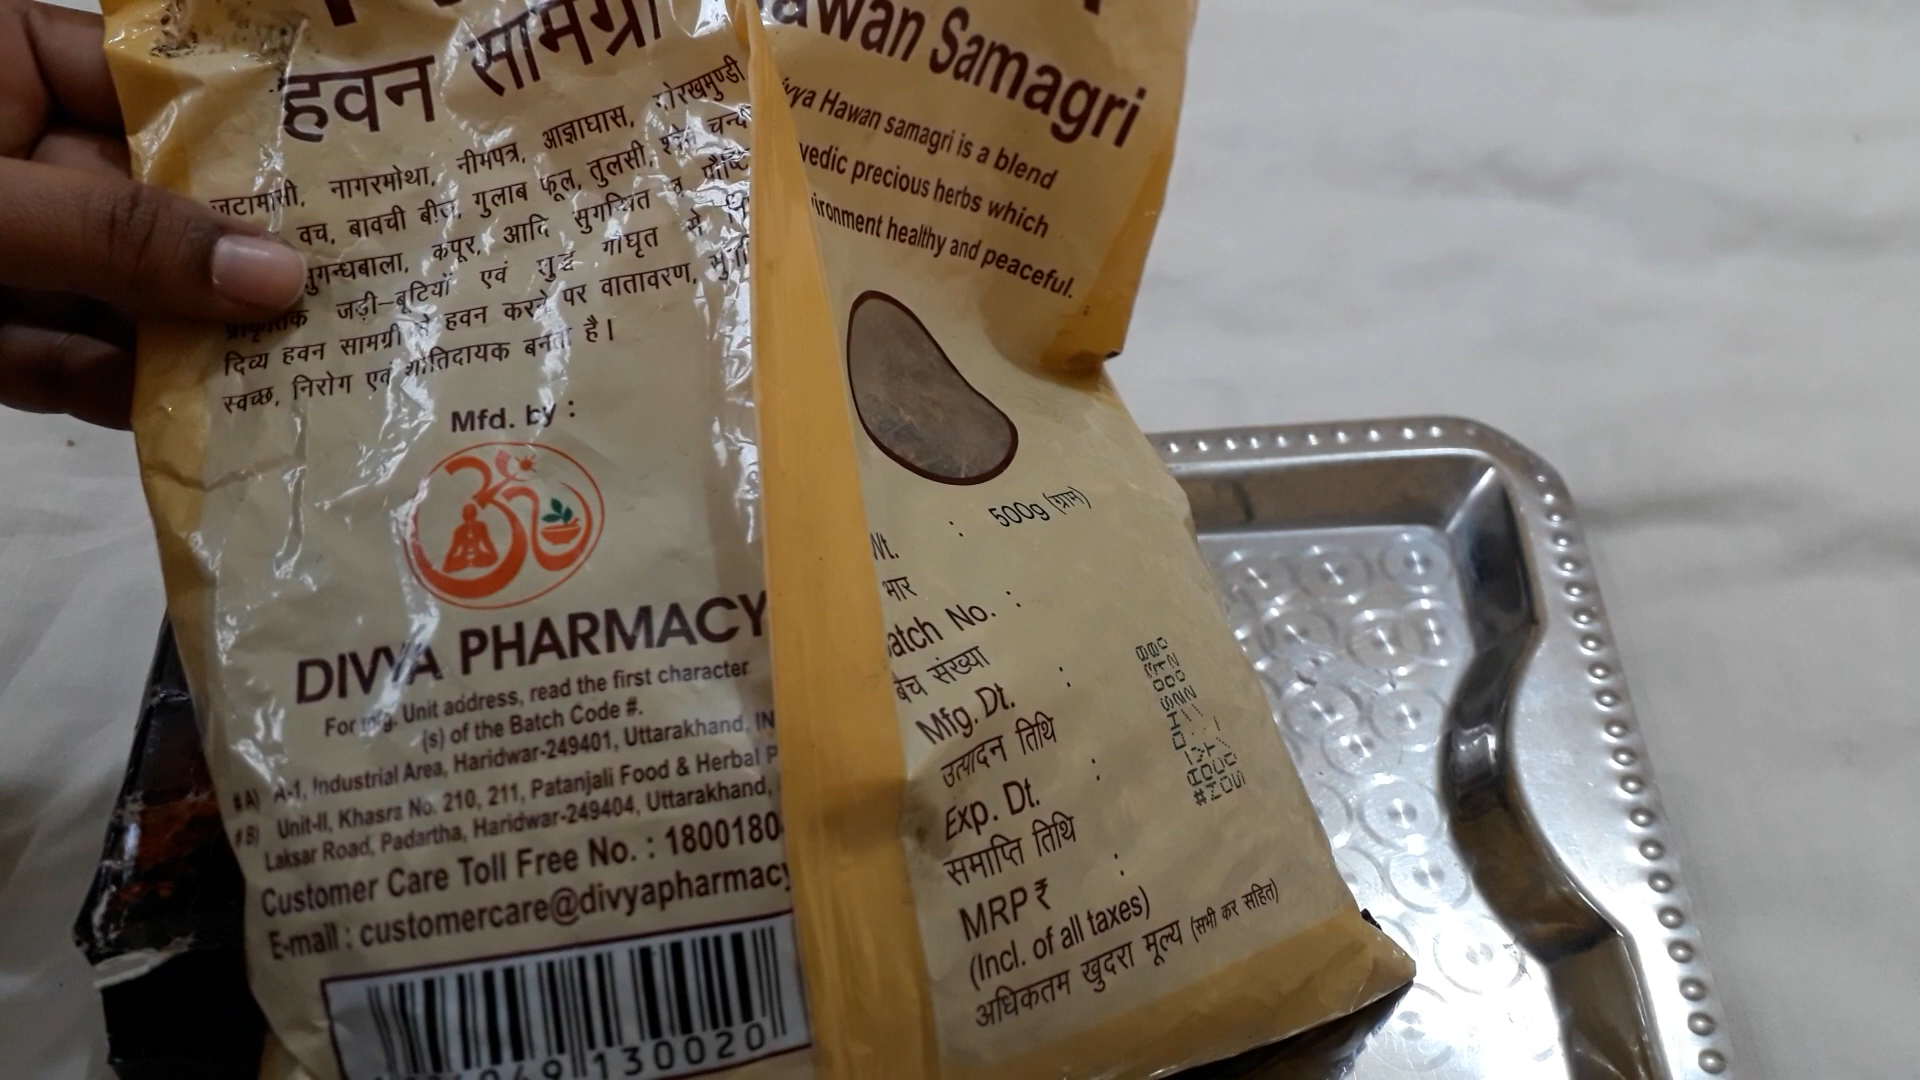 हवन सामग्री
जटामासी, नागरमोथा, नीमपत्र, आज्ञाघास, गोरखमुण्डी
वच, बावची बीज, गुलाब फूल, तुलसी, श्वेत चन्द
सुगन्धबाला, कपूर, आदि सुगन्धित व पौष्टि
प्राकृतिक जड़ी-बूटियों एवं शुद्ध गोघृत से
दिव्य हवन सामग्री से हवन करने पर वातावरण,
स्वच्छ, निरोग एवं शांतिदायक बनता है।
Mfd. by :
DIVYA PHARMACY
For mfg. Unit address, read the first character
(s) of the Batch Code #.
# A) A-1, Industrial Area, Haridwar-249401, Uttarakhand, IN
# B) Unit-II, Khasra No. 210, 211, Patanjali Food & Herbal P
Laksar Road, Padartha, Haridwar-249404, Uttarakhand,
Customer Care Toll Free No. : 1800180
E-mail : customercare@divyapharmacy
130020
awan Samagri
ivya Hawan samagri is a blend
vedic precious herbs which
ironment healthy and peaceful.
Wt. : 500g (ग्राम)
भार
atch No. :
बैच संख्या
Mfg. Dt. :
उत्पादन तिथि
Exp. Dt. :
समाप्ति तिथि
MRP ₹ :
(Incl. of all taxes)
अधिकतम खुदरा मूल्य (सभी कर सहित)